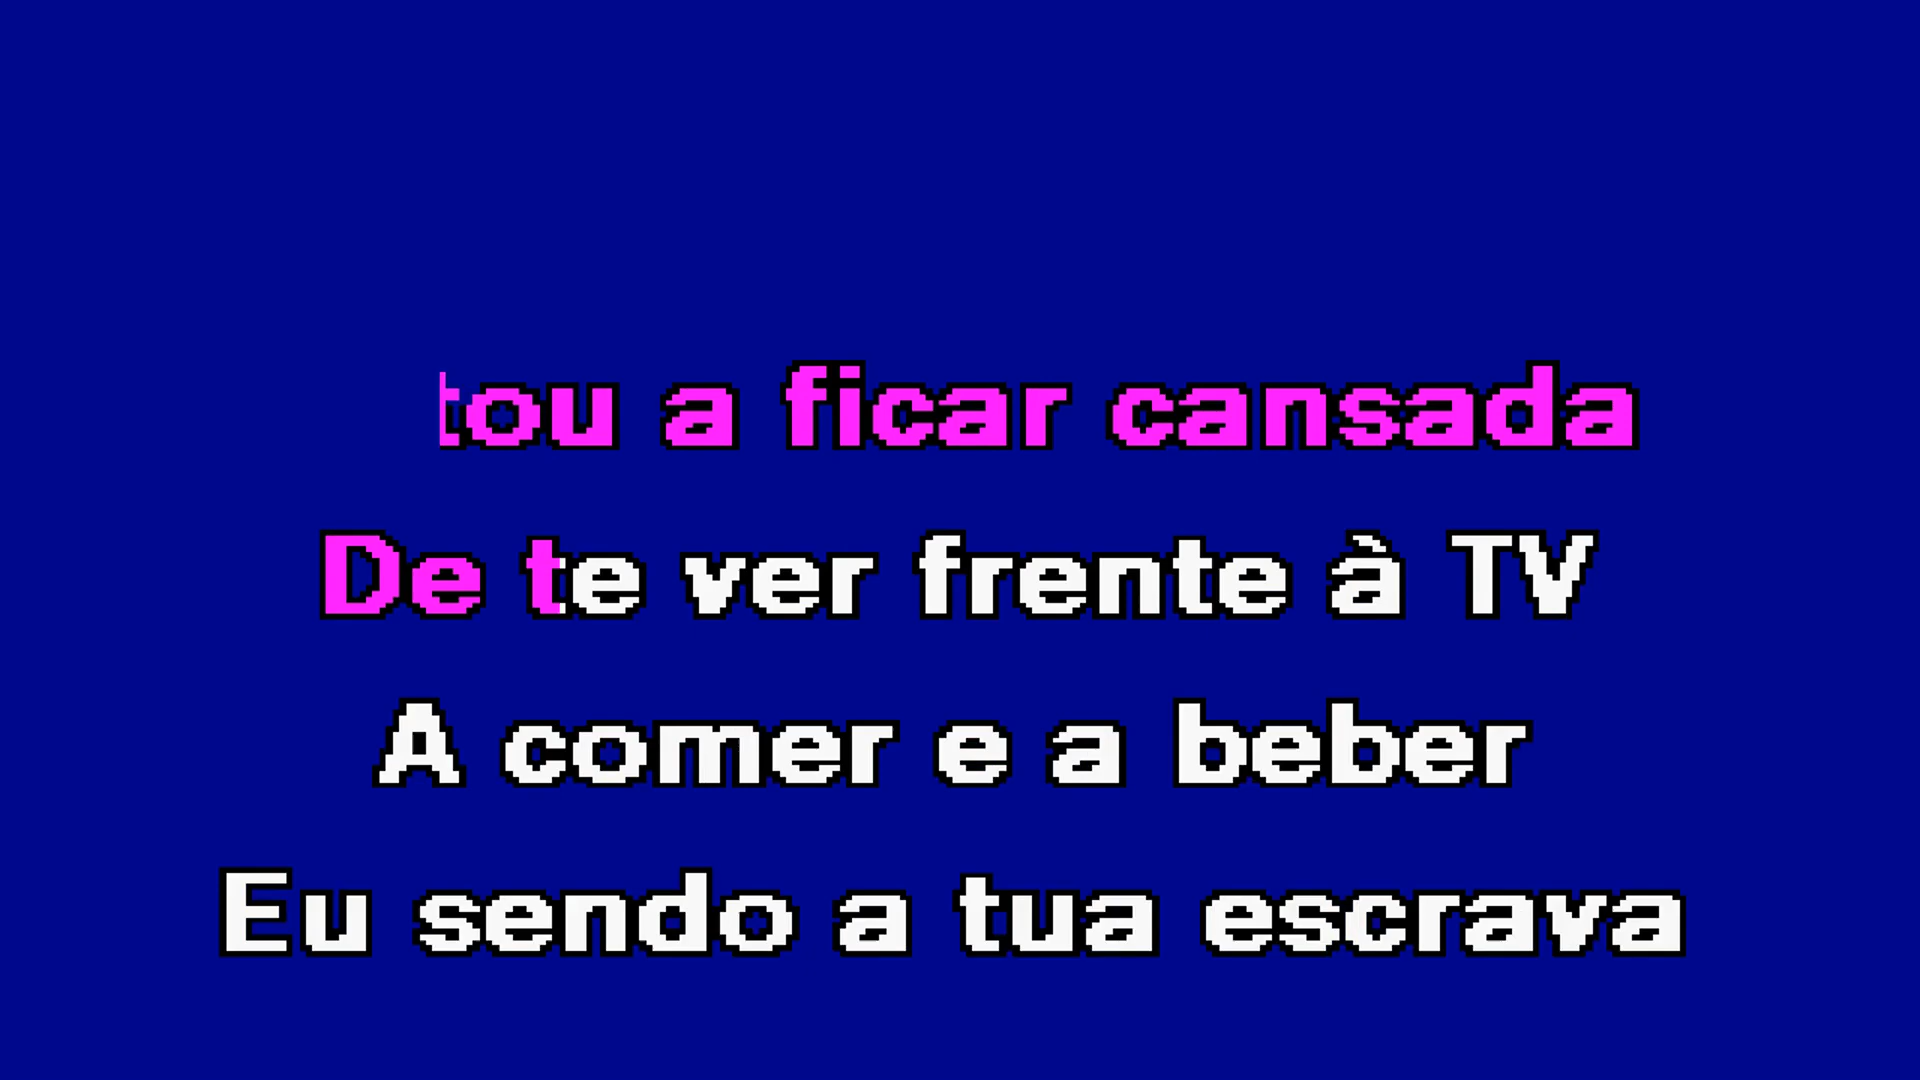 tou a ficar cansada
De te ver frente à TV
A comer e a beber
Eu sendo a tua escrava